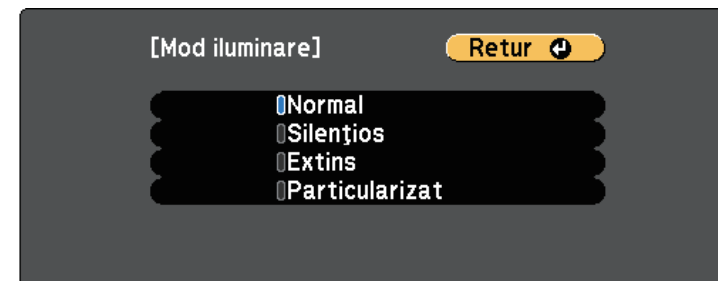 [Mod iluminare] Retur
Normal
Silenţios
Extins
Particularizat